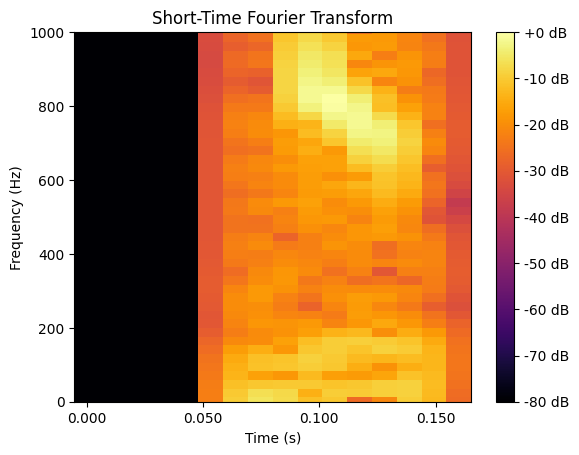 Short-Time Fourier Transform
1000
800
600
400
200
0
Frequency (Hz)
0.000
0.050
0.100
0.150
Time (s)
+0 dB
-10 dB
-20 dB
-30 dB
-40 dB
-50 dB
-60 dB
-70 dB
-80 dB